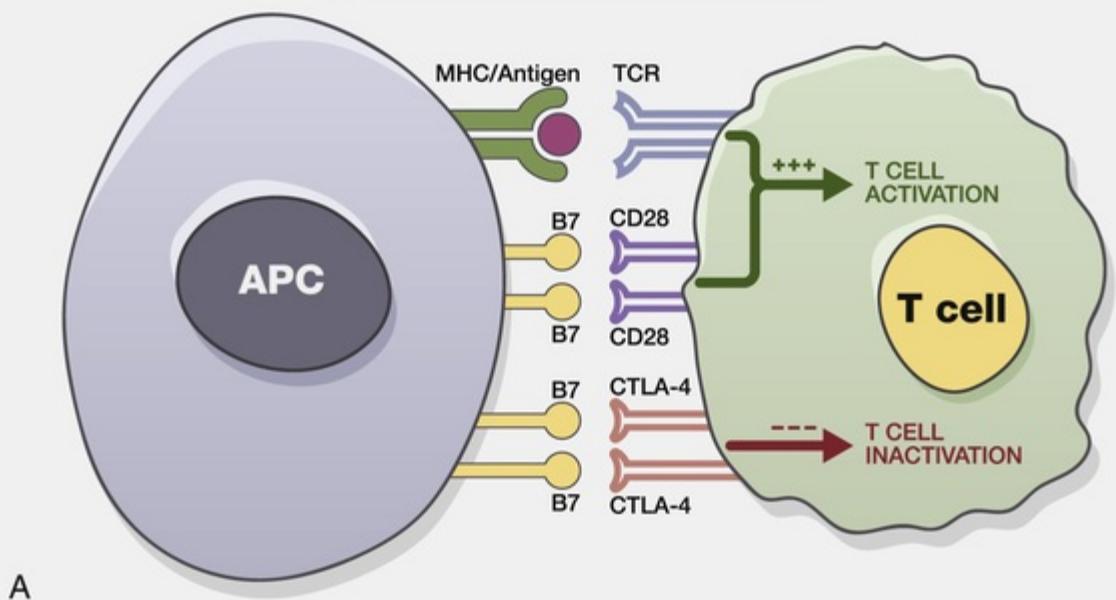 MHC/Antigen TCR
T CELL
ACTIVATION
B7 CD28
APC
T cell
B7 CD28
B7 CTLA-4
+++
---
T CELL
INACTIVATION
B7 CTLA-4
A